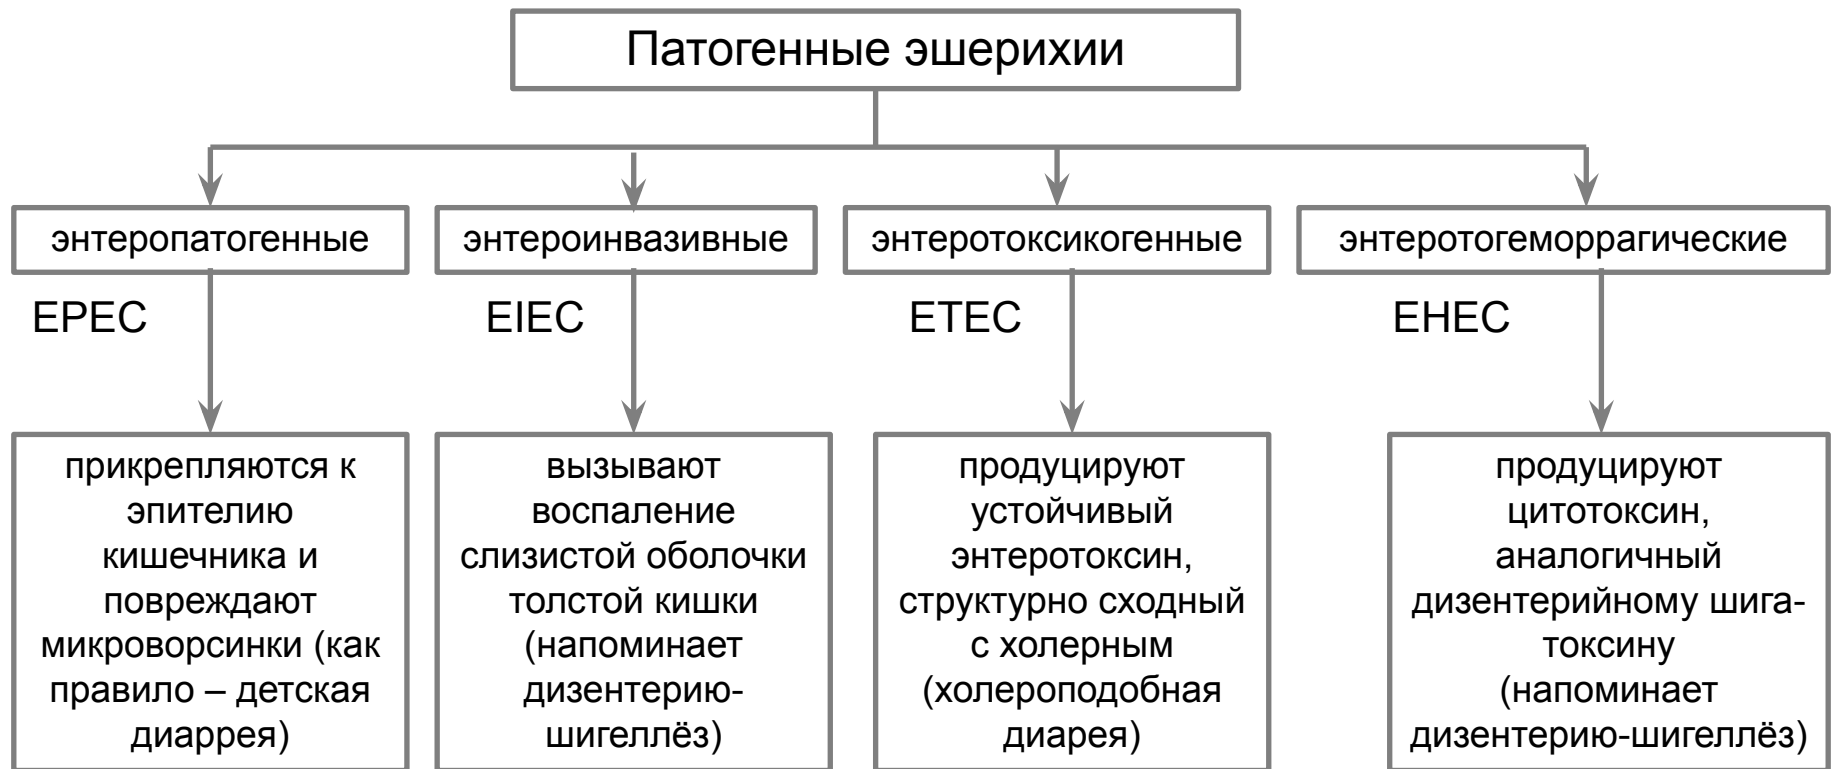 Патогенные эшерихии
энтеропатогенные
энтероинвазивные
энтеротоксикогенные
энтеротогеморрагические
EPEC
EIEC
ETEC
EHEC
прикрепляются к
эпителию
кишечника и
повреждают
микроворсинки (как
правило – детская
диаррея)
вызывают
воспаление
слизистой оболочки
толстой кишки
(напоминает
дизентерию-
шигеллёз)
продуцируют
устойчивый
энтеротоксин,
структурно сходный
с холерным
(холероподобная
диарея)
продуцируют
цитотоксин,
аналогичный
дизентерийному шига-
токсину
(напоминает
дизентерию-шигеллёз)